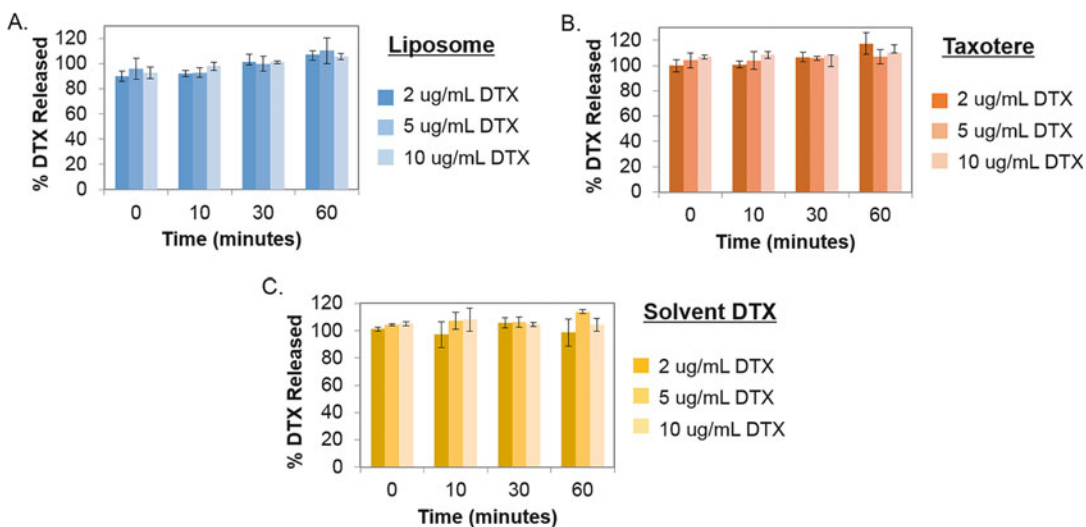 A.
% DTX Released
120
100
80
60
40
20
0
0 10 30 60
Time (minutes)
Liposome
2 ug/mL DTX
5 ug/mL DTX
10 ug/mL DTX
B.
% DTX Released
120
100
80
60
40
20
0
0 10 30 60
Time (minutes)
Taxotere
2 ug/mL DTX
5 ug/mL DTX
10 ug/mL DTX
C.
% DTX Released
120
100
80
60
40
20
0
0 10 30 60
Time (minutes)
Solvent DTX
2 ug/mL DTX
5 ug/mL DTX
10 ug/mL DTX